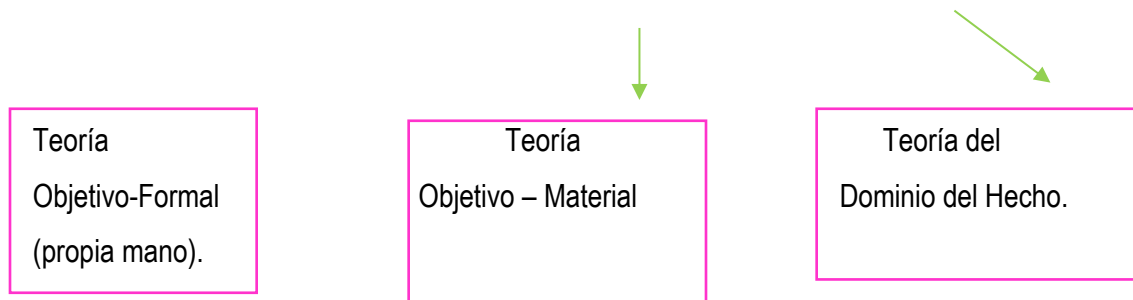 Teoría
Objetivo-Formal
(propia mano).
Teoría
Objetivo – Material
Teoría del
Dominio del Hecho.